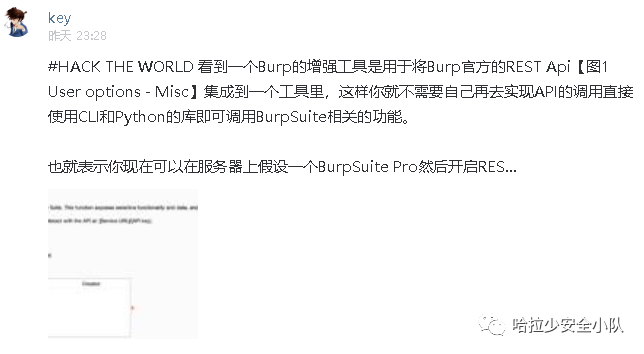 key
昨天 23:28
#HACK THE WORLD 看到一个Burp的增强工具是用于将Burp官方的REST Api【图1
User options - Misc】集成到一个工具里，这样你就不需要自己再去实现API的调用直接
使用CLI和Python的库即可调用BurpSuite相关的功能。
也就表示你现在可以在服务器上假设一个BurpSuite Pro然后开启RES...
Suite. This function exposes sensitive functionality and data, and
teract with the API at: [Service URL]/[API key].
Created
哈拉少安全小队